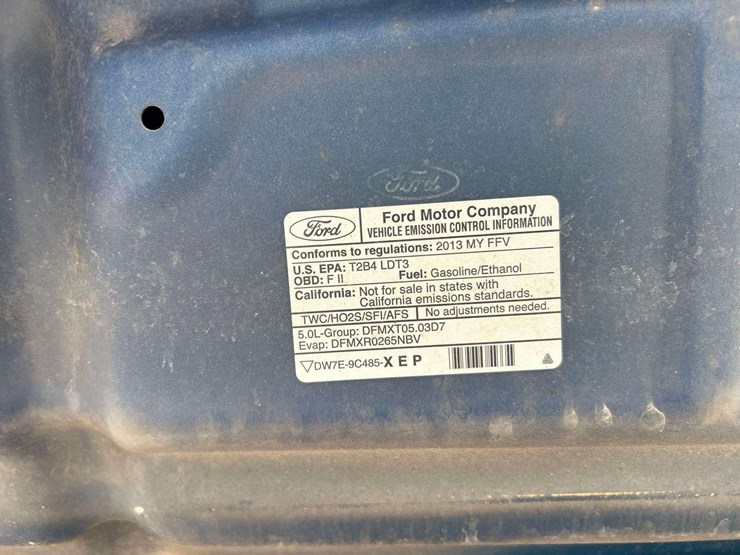 Ford
Ford
Ford Motor Company
VEHICLE EMISSION CONTROL INFORMATION
Conforms to regulations: 2013 MY FFV
U.S. EPA: T2B4 LDT3
OBD: F II Fuel: Gasoline/Ethanol
California: Not for sale in states with
California emissions standards.
TWC/HO2S/SFI/AFS No adjustments needed.
5.0L-Group: DFMXT05.03D7
Evap: DFMXR0265NBV
DW7E-9C485-X E P